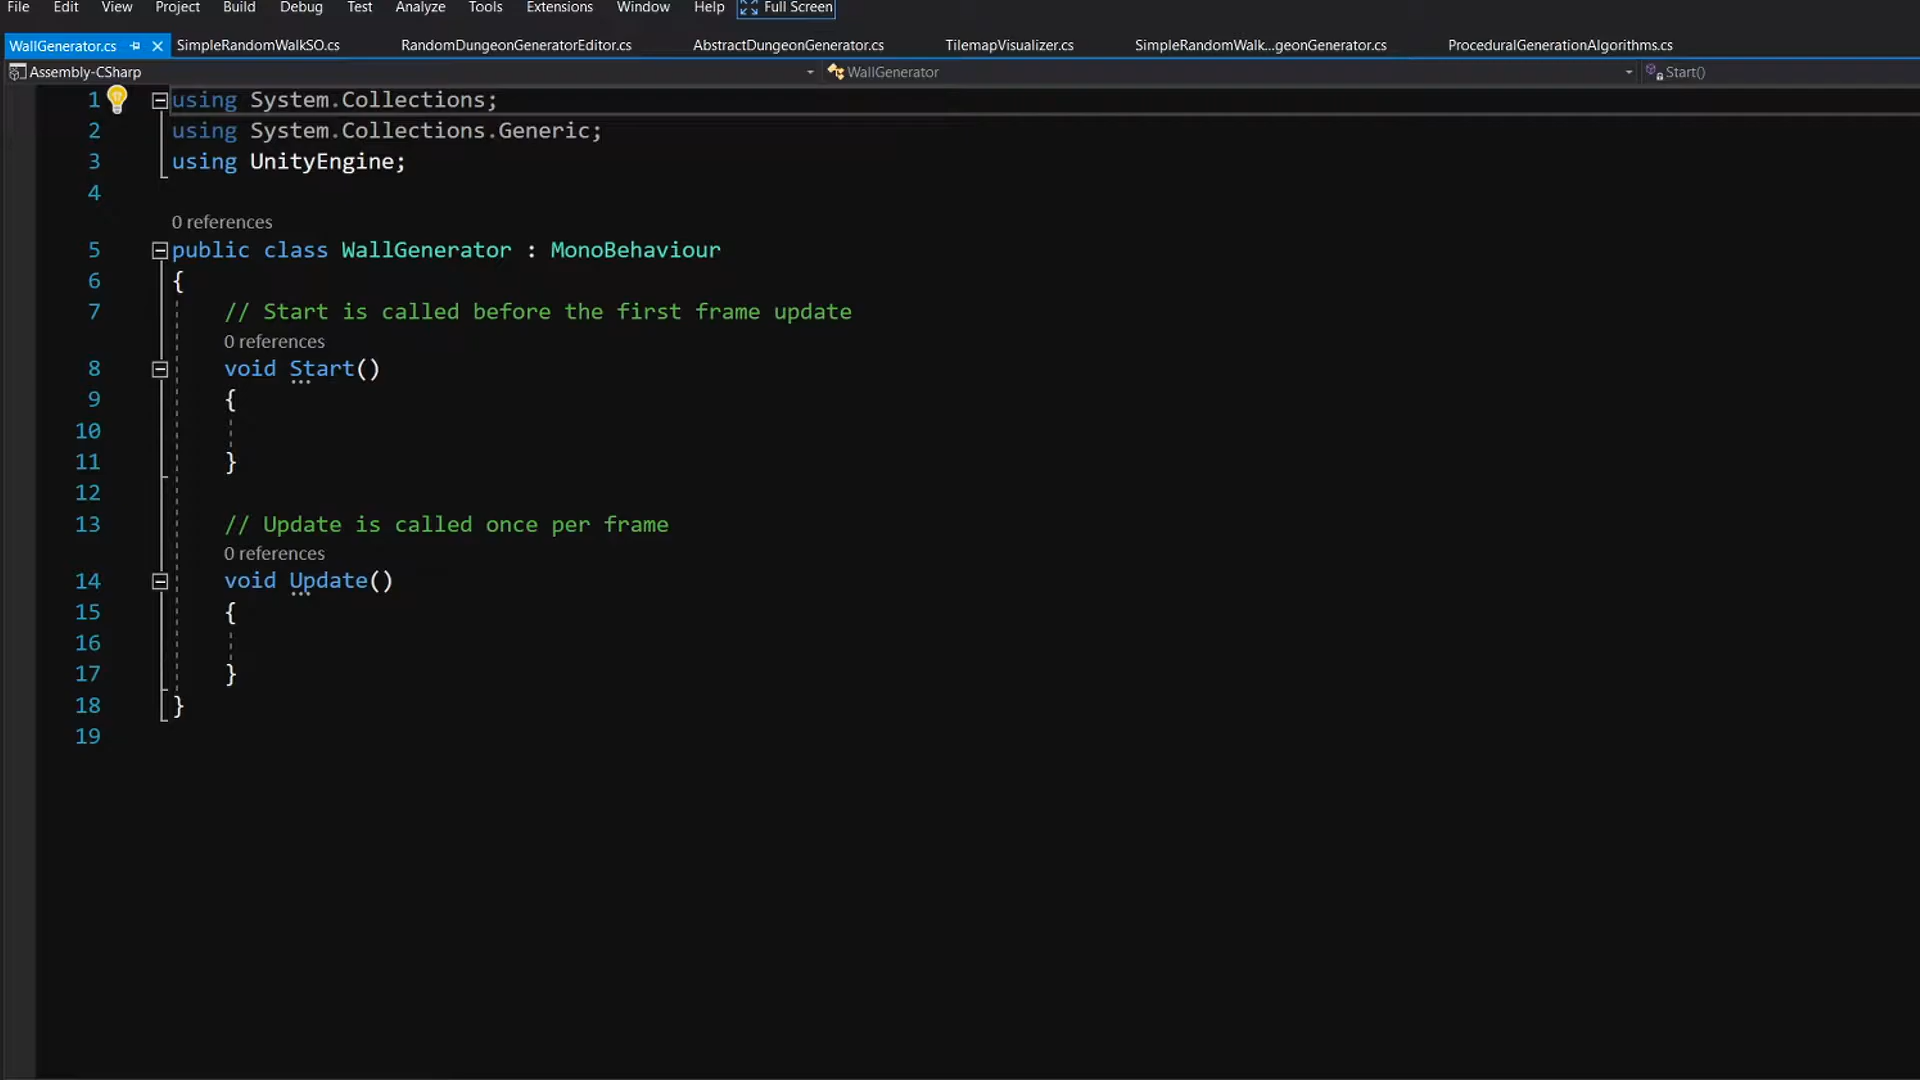 File Edit View Project Build Debug Test Analyze Tools Extensions Window Help Full Screen
WallGenerator.cs SimpleRandomWalkSO.cs RandomDungeonGeneratorEditor.cs AbstractDungeonGenerator.cs TilemapVisualizer.cs SimpleRandomWalk...geonGenerator.cs ProceduralGenerationAlgorithms.cs
Assembly-CSharp WallGenerator Start()
1 using System.Collections;
2 using System.Collections.Generic;
3 using UnityEngine;
4
0 references
5 public class WallGenerator : MonoBehaviour
6 {
7 // Start is called before the first frame update
0 references
8 void Start()
9 {
10
11 }
12
13 // Update is called once per frame
0 references
14 void Update()
15 {
16
17 }
18 }
19